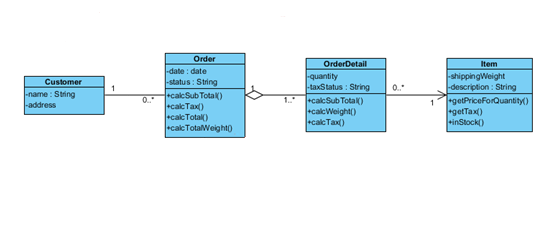 Customer
-name : String
-address
1
0..*
Order
-date : date
-status : String
+calcSubTotal()
+calcTax()
+calcTotal()
+calcTotalWeight()
1
1..*
OrderDetail
-quantity
-taxStatus : String
+calcSubTotal()
+calcWeight()
+calcTax()
0..*
1
Item
-shippingWeight
-description : String
+getPriceForQuantity()
+getTax()
+inStock()